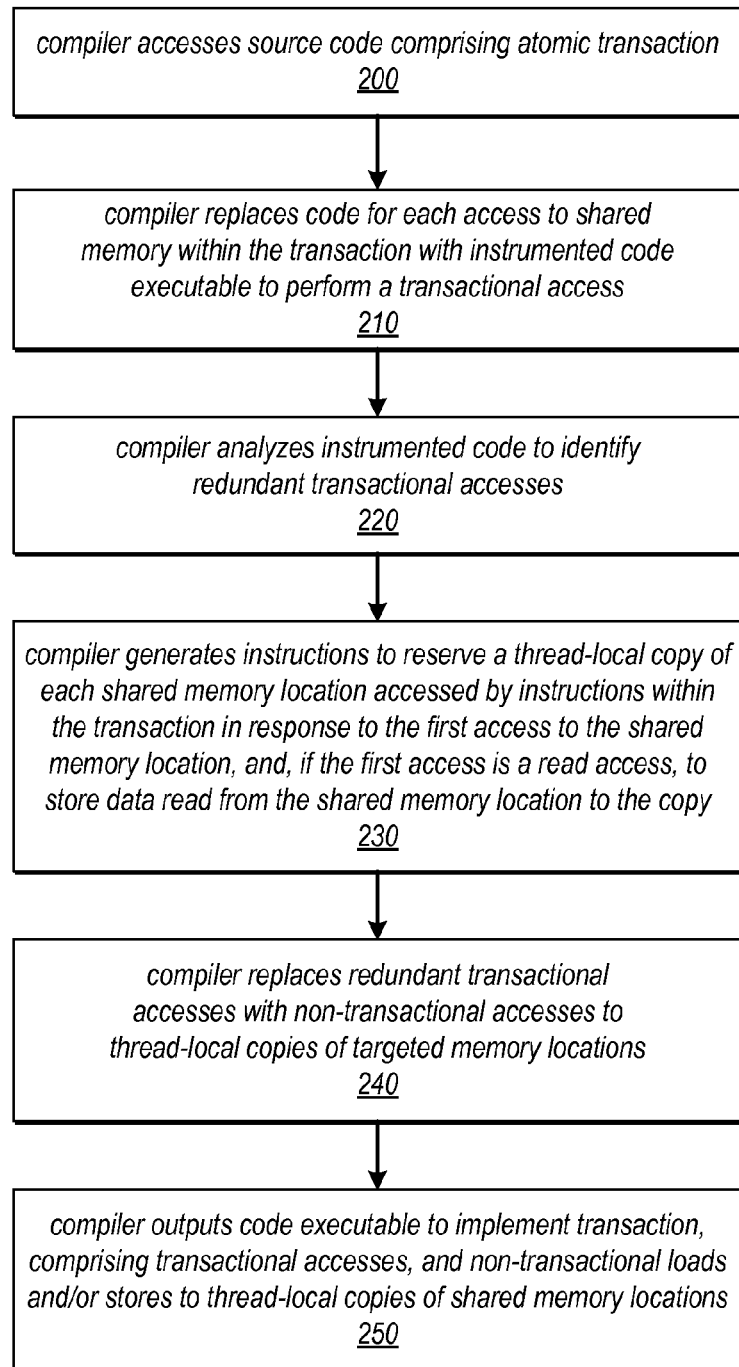 compiler accesses source code comprising atomic transaction
200
compiler replaces code for each access to shared
memory within the transaction with instrumented code
executable to perform a transactional access
210
compiler analyzes instrumented code to identify
redundant transactional accesses
220
compiler generates instructions to reserve a thread-local copy of
each shared memory location accessed by instructions within
the transaction in response to the first access to the shared
memory location, and, if the first access is a read access, to
store data read from the shared memory location to the copy
230
compiler replaces redundant transactional
accesses with non-transactional accesses to
thread-local copies of targeted memory locations
240
compiler outputs code executable to implement transaction,
comprising transactional accesses, and non-transactional loads
and/or stores to thread-local copies of shared memory locations
250